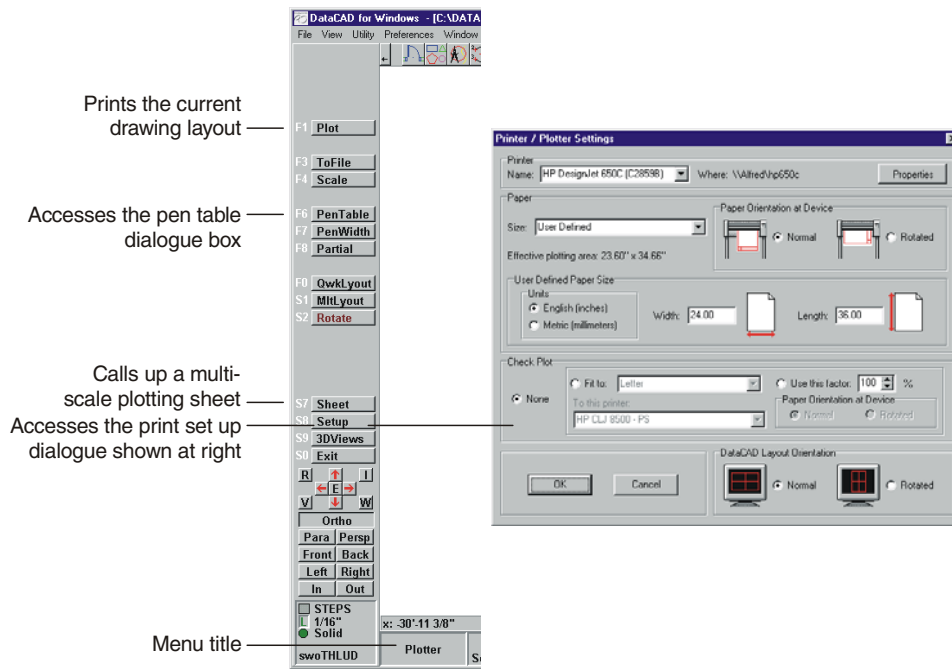 DataCAD for Windows - [C:\DATA
File View Utility Preferences Window
Prints the current
drawing layout
F1 Plot
F3 ToFile
F4 Scale
Accesses the pen table
dialogue box
F6 PenTable
F7 PenWidth
F8 Partial
F0 QwkLyout
S1 MltLyout
S2 Rotate
Calls up a multi-
scale plotting sheet
Accesses the print set up
dialogue shown at right
S7 Sheet
S8 Setup
S9 3DViews
S0 Exit
R I
E
V W
Ortho
Para Persp
Front Back
Left Right
In Out
STEPS
L 1/16"
Solid
swoTHLUD
Menu title
x: -30'-11 3/8"
Plotter
Printer / Plotter Settings
Printer
Name: HP DesignJet 650C (C2859B) Where: \\Alfred\hp650c Properties
Paper
Size: User Defined
Effective plotting area: 23.60" x 34.66"
Paper Orientation at Device
Normal Rotated
User Defined Paper Size
Units
English (inches)
Metric (millimeters)
Width: 24.00 Length: 36.00
Check Plot
None
Fit to: Letter
To this printer:
HP CLJ 8500 - PS
Use this factor: 100 %
Paper Orientation at Device
Normal Rotated
OK Cancel
DataCAD Layout Orientation
Normal Rotated